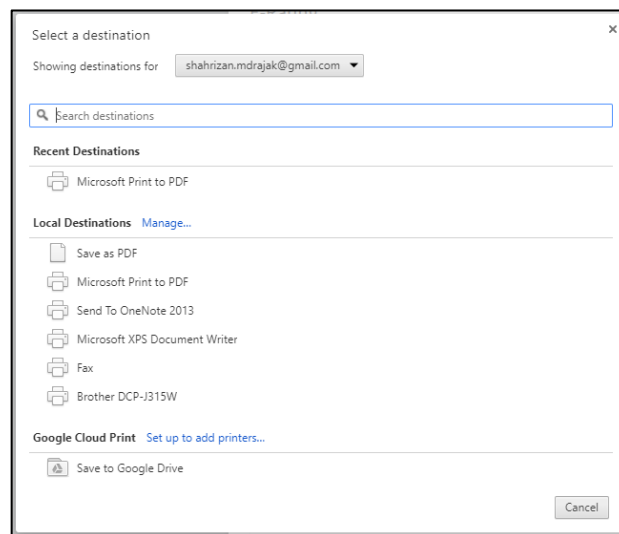 Select a destination
Showing destinations for shahrizan.mdrajak@gmail.com
Search destinations
Recent Destinations
Microsoft Print to PDF
Local Destinations Manage...
Save as PDF
Microsoft Print to PDF
Send To OneNote 2013
Microsoft XPS Document Writer
Fax
Brother DCP-J315W
Google Cloud Print Set up to add printers...
Save to Google Drive
Cancel